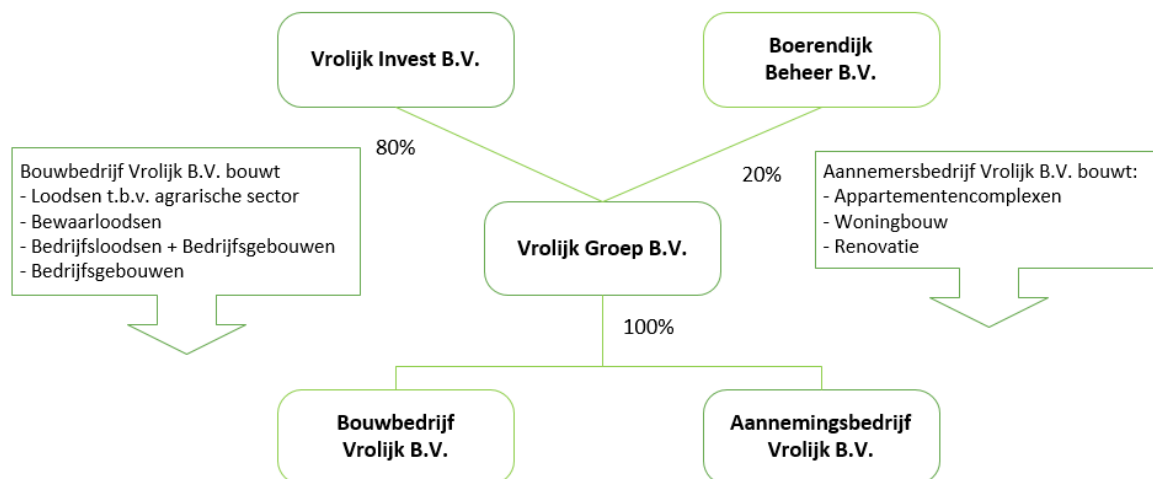 Vrolijk Invest B.V.
Boerendijk
Beheer B.V.
80%
20%
Bouwbedrijf Vrolijk B.V. bouwt
- Loodsen t.b.v. agrarische sector
- Bewaarloodsen
- Bedrijfsloodsen + Bedrijfsgebouwen
- Bedrijfsgebouwen
Aannemersbedrijf Vrolijk B.V. bouwt:
- Appartementencomplexen
- Woningbouw
- Renovatie
Vrolijk Groep B.V.
100%
Bouwbedrijf
Vrolijk B.V.
Aannemingsbedrijf
Vrolijk B.V.